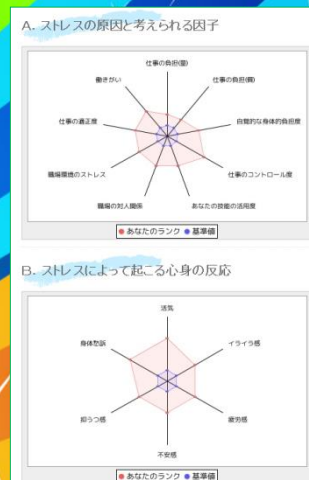 A. ストレスの原因と考えられる因子
仕事の負担(量)
働きがい
仕事の負担(質)
仕事の適正度
自覚的な身体的負担度
職場環境のストレス
仕事のコントロール度
職場の対人関係
あなたの技能の活用度
あなたのランク 基準値
B. ストレスによって起こる心身の反応
活気
身体愁訴
イライラ感
抑うつ感
疲労感
不安感
あなたのランク 基準値